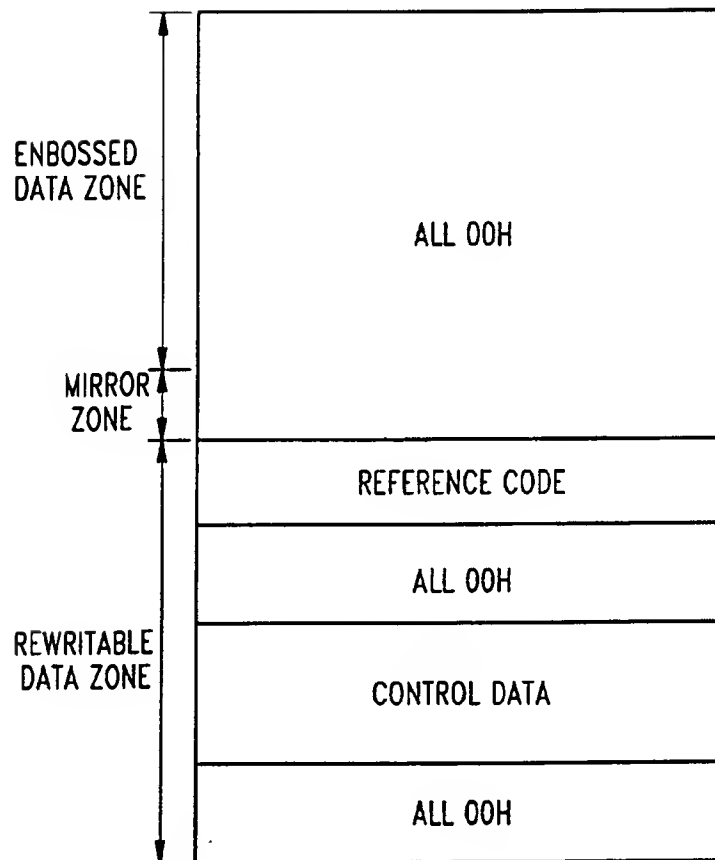 ENBOSSED
DATA ZONE
ALL 00H
MIRROR
ZONE
REFERENCE CODE
ALL 00H
REWRITABLE
DATA ZONE
CONTROL DATA
ALL 00H